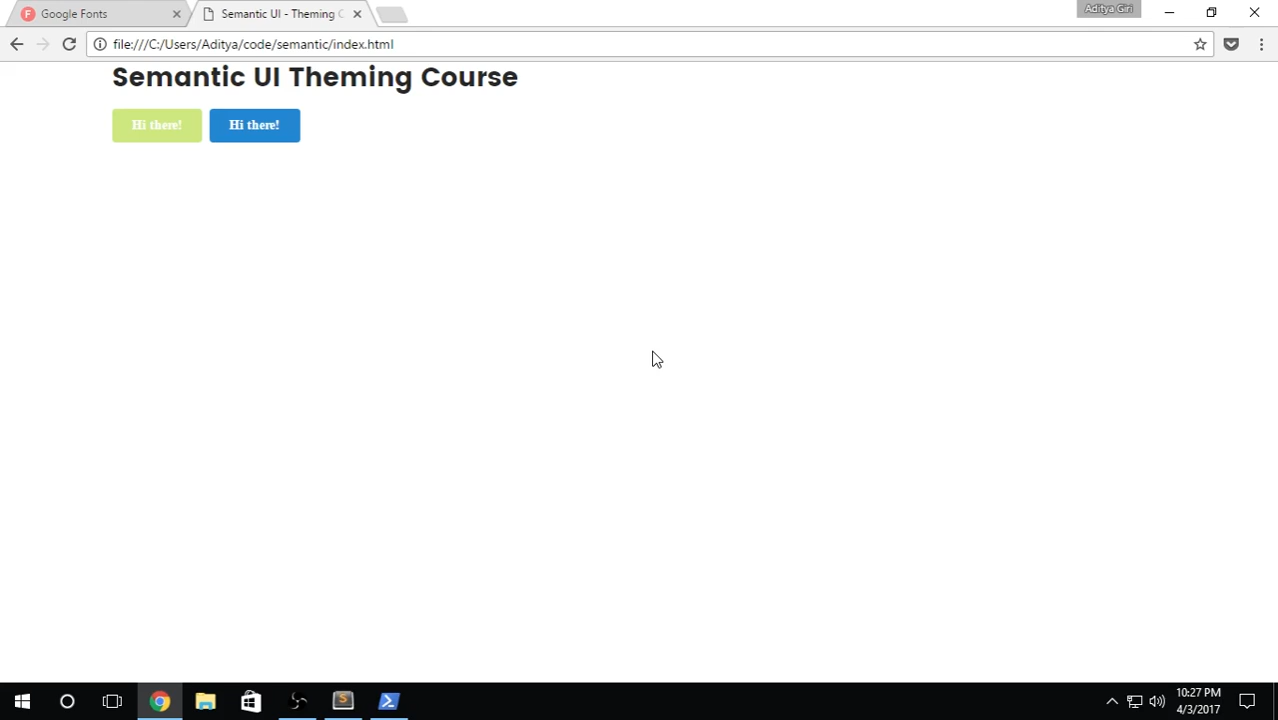 Google Fonts
Semantic UI - Theming C
Aditya Giri
file:///C:/Users/Aditya/code/semantic/index.html
Semantic UI Theming Course
Hi there! Hi there!
10:27 PM
4/3/2017